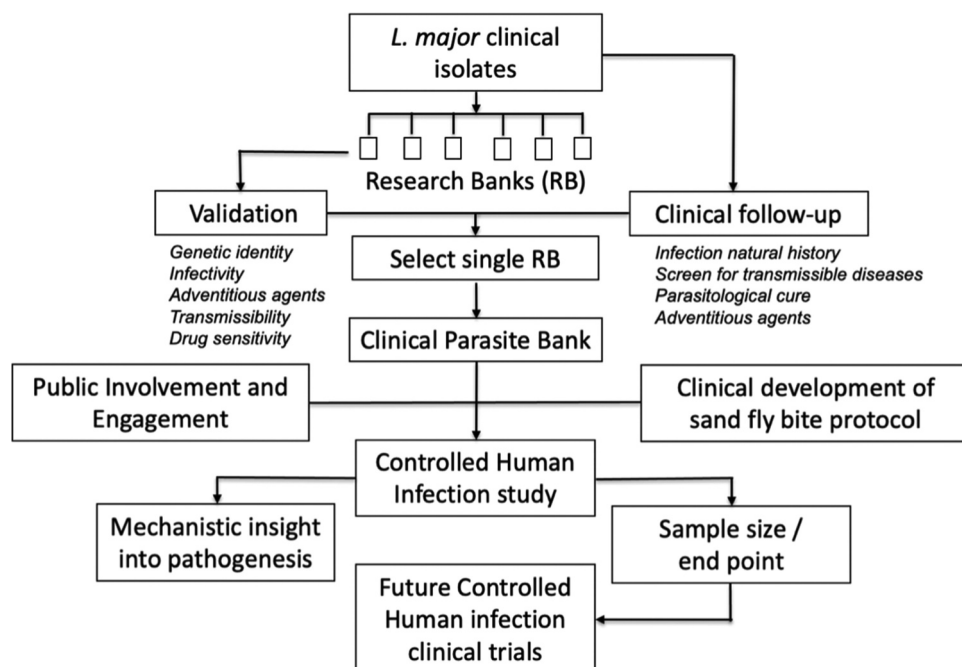 L. major clinical
isolates
Research Banks (RB)
Validation
Genetic identity
Infectivity
Adventitious agents
Transmissibility
Drug sensitivity
Clinical follow-up
Infection natural history
Screen for transmissible diseases
Parasitological cure
Adventitious agents
Select single RB
Clinical Parasite Bank
Public Involvement and
Engagement
Clinical development of
sand fly bite protocol
Controlled Human
Infection study
Mechanistic insight
into pathogenesis
Sample size /
end point
Future Controlled
Human infection
clinical trials